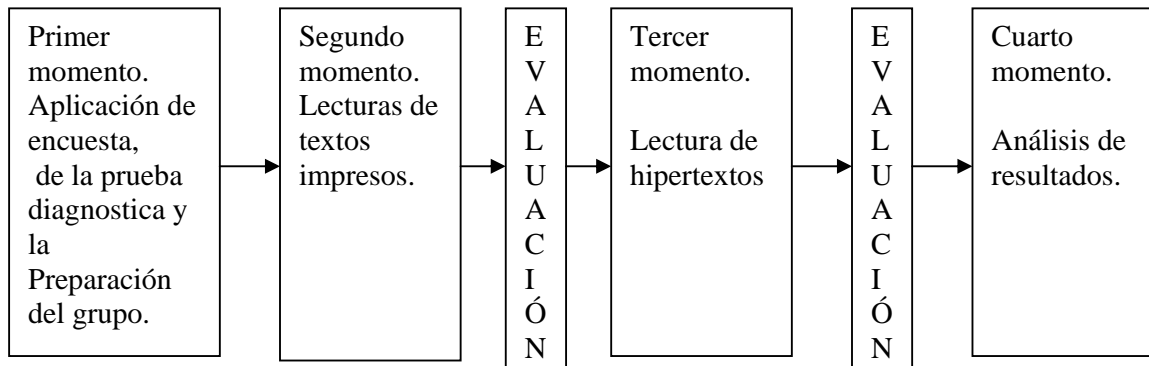 Primer
momento.
Aplicación de
encuesta,
de la prueba
diagnostica y
la
Preparación
del grupo.
Segundo
momento.
Lecturas de
textos
impresos.
E
V
A
L
U
A
C
I
Ó
N
Tercer
momento.
Lectura de
hipertextos
E
V
A
L
U
A
C
I
Ó
N
Cuarto
momento.
Análisis de
resultados.